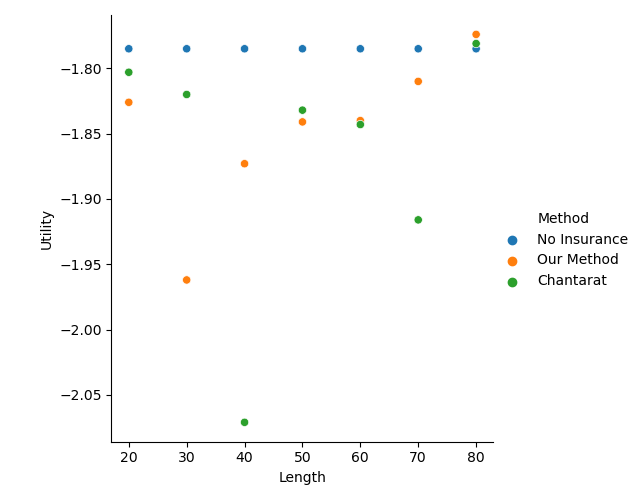 −1.80
−1.85
−1.90
−1.95
−2.00
−2.05
Utility
20 30 40 50 60 70 80
Length
Method
No Insurance
Our Method
Chantarat